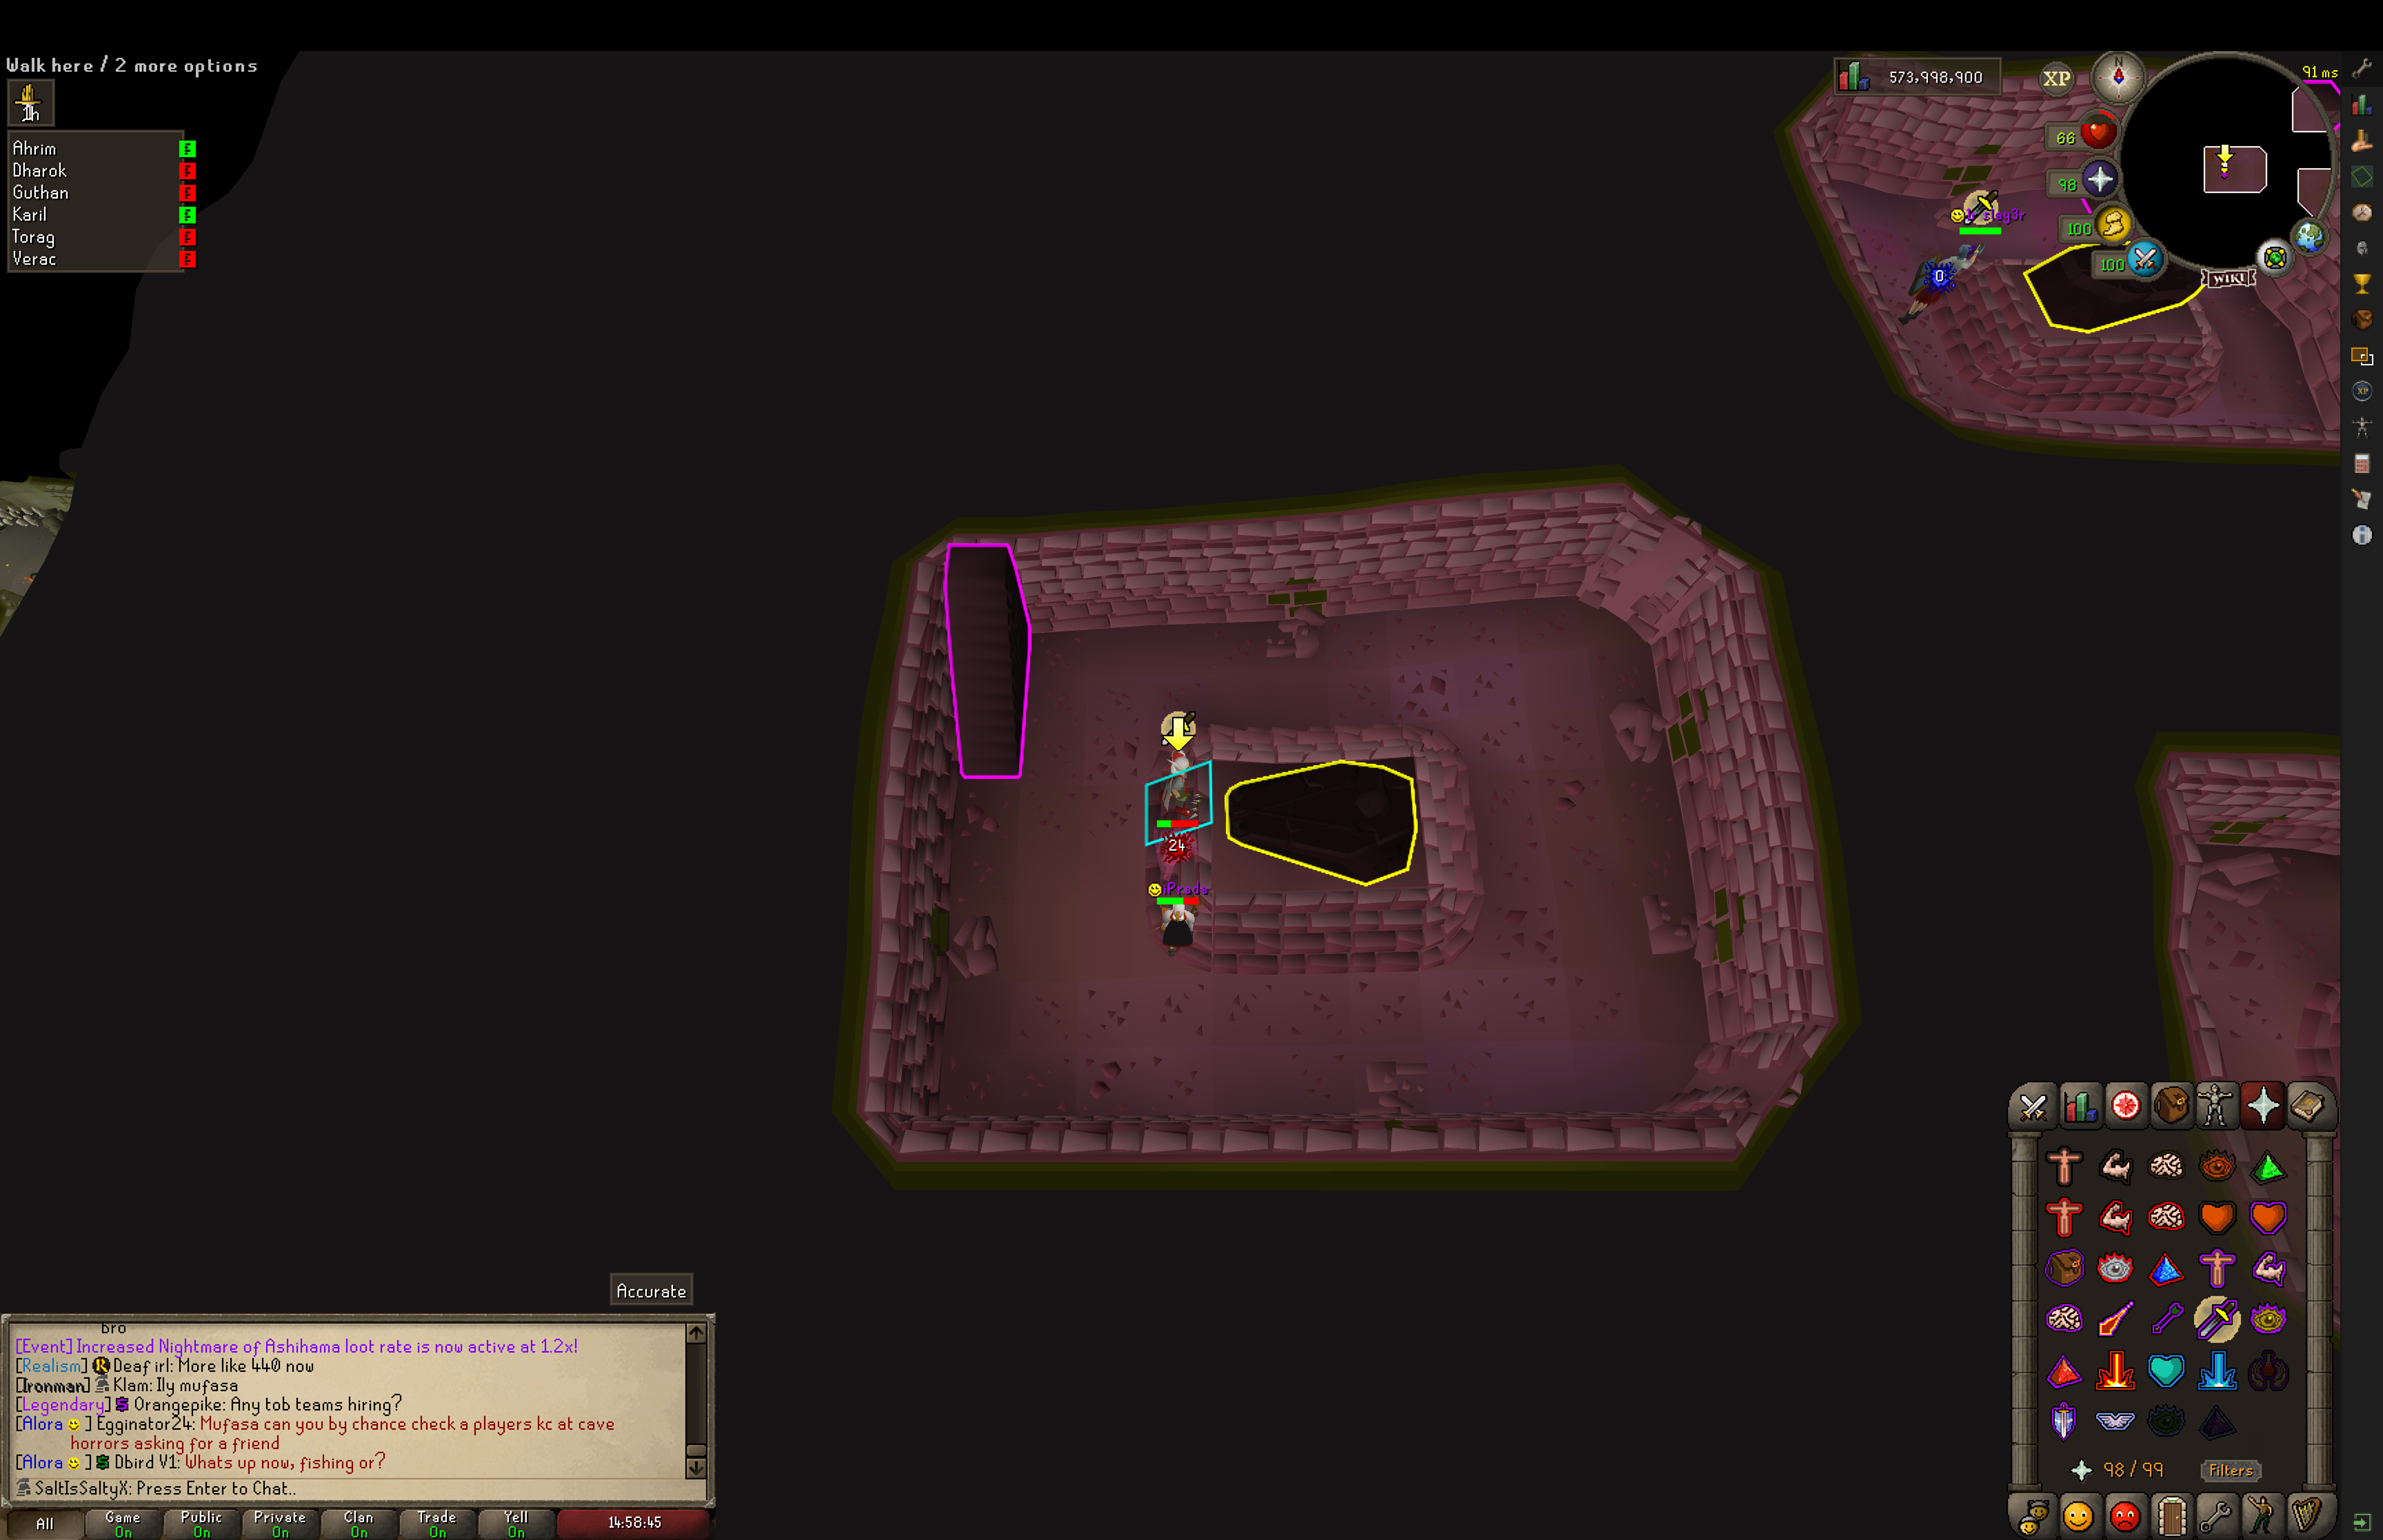 Walk here / 2 more options
1h
Ahrim F
Dharok F
Guthan F
Karil F
Torag F
Verac F
573,998,900
XP
N
91 ms
66
98
100
100
WIKI
0
24
iPrada
Accurate
bro
[Event] Increased Nightmare of Ashihama loot rate is now active at 1.2x!
[Realism] Deaf irl: More like 440 now
[Ironman] Klam: Ily mufasa
[Legendary] Orangepike: Any tob teams hiring?
[Alora ] Egginator24: Mufasa can you by chance check a players kc at cave
horrors asking for a friend
[Alora ] Dbird V1: Whats up now, fishing or?
SaltIsSaltyX: Press Enter to Chat..
All
Game On
Public On
Private On
Clan On
Trade On
Yell On
14:58:45
98 / 99
Filters